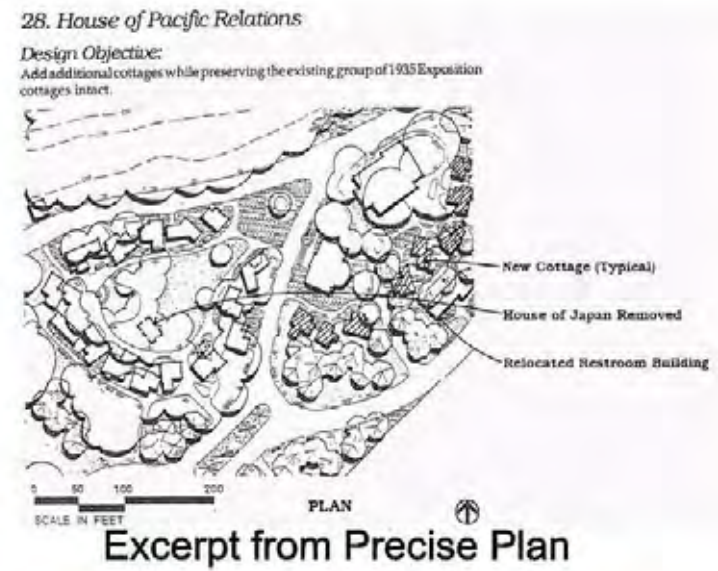 28. House of Pacific Relations
Design Objective:
Add additional cottages while preserving the existing group of 1935 Exposition
cottages intact.
New Cottage (Typical)
House of Japan Removed
Relocated Restroom Building
0 50 100 200
SCALE IN FEET
PLAN
Excerpt from Precise Plan